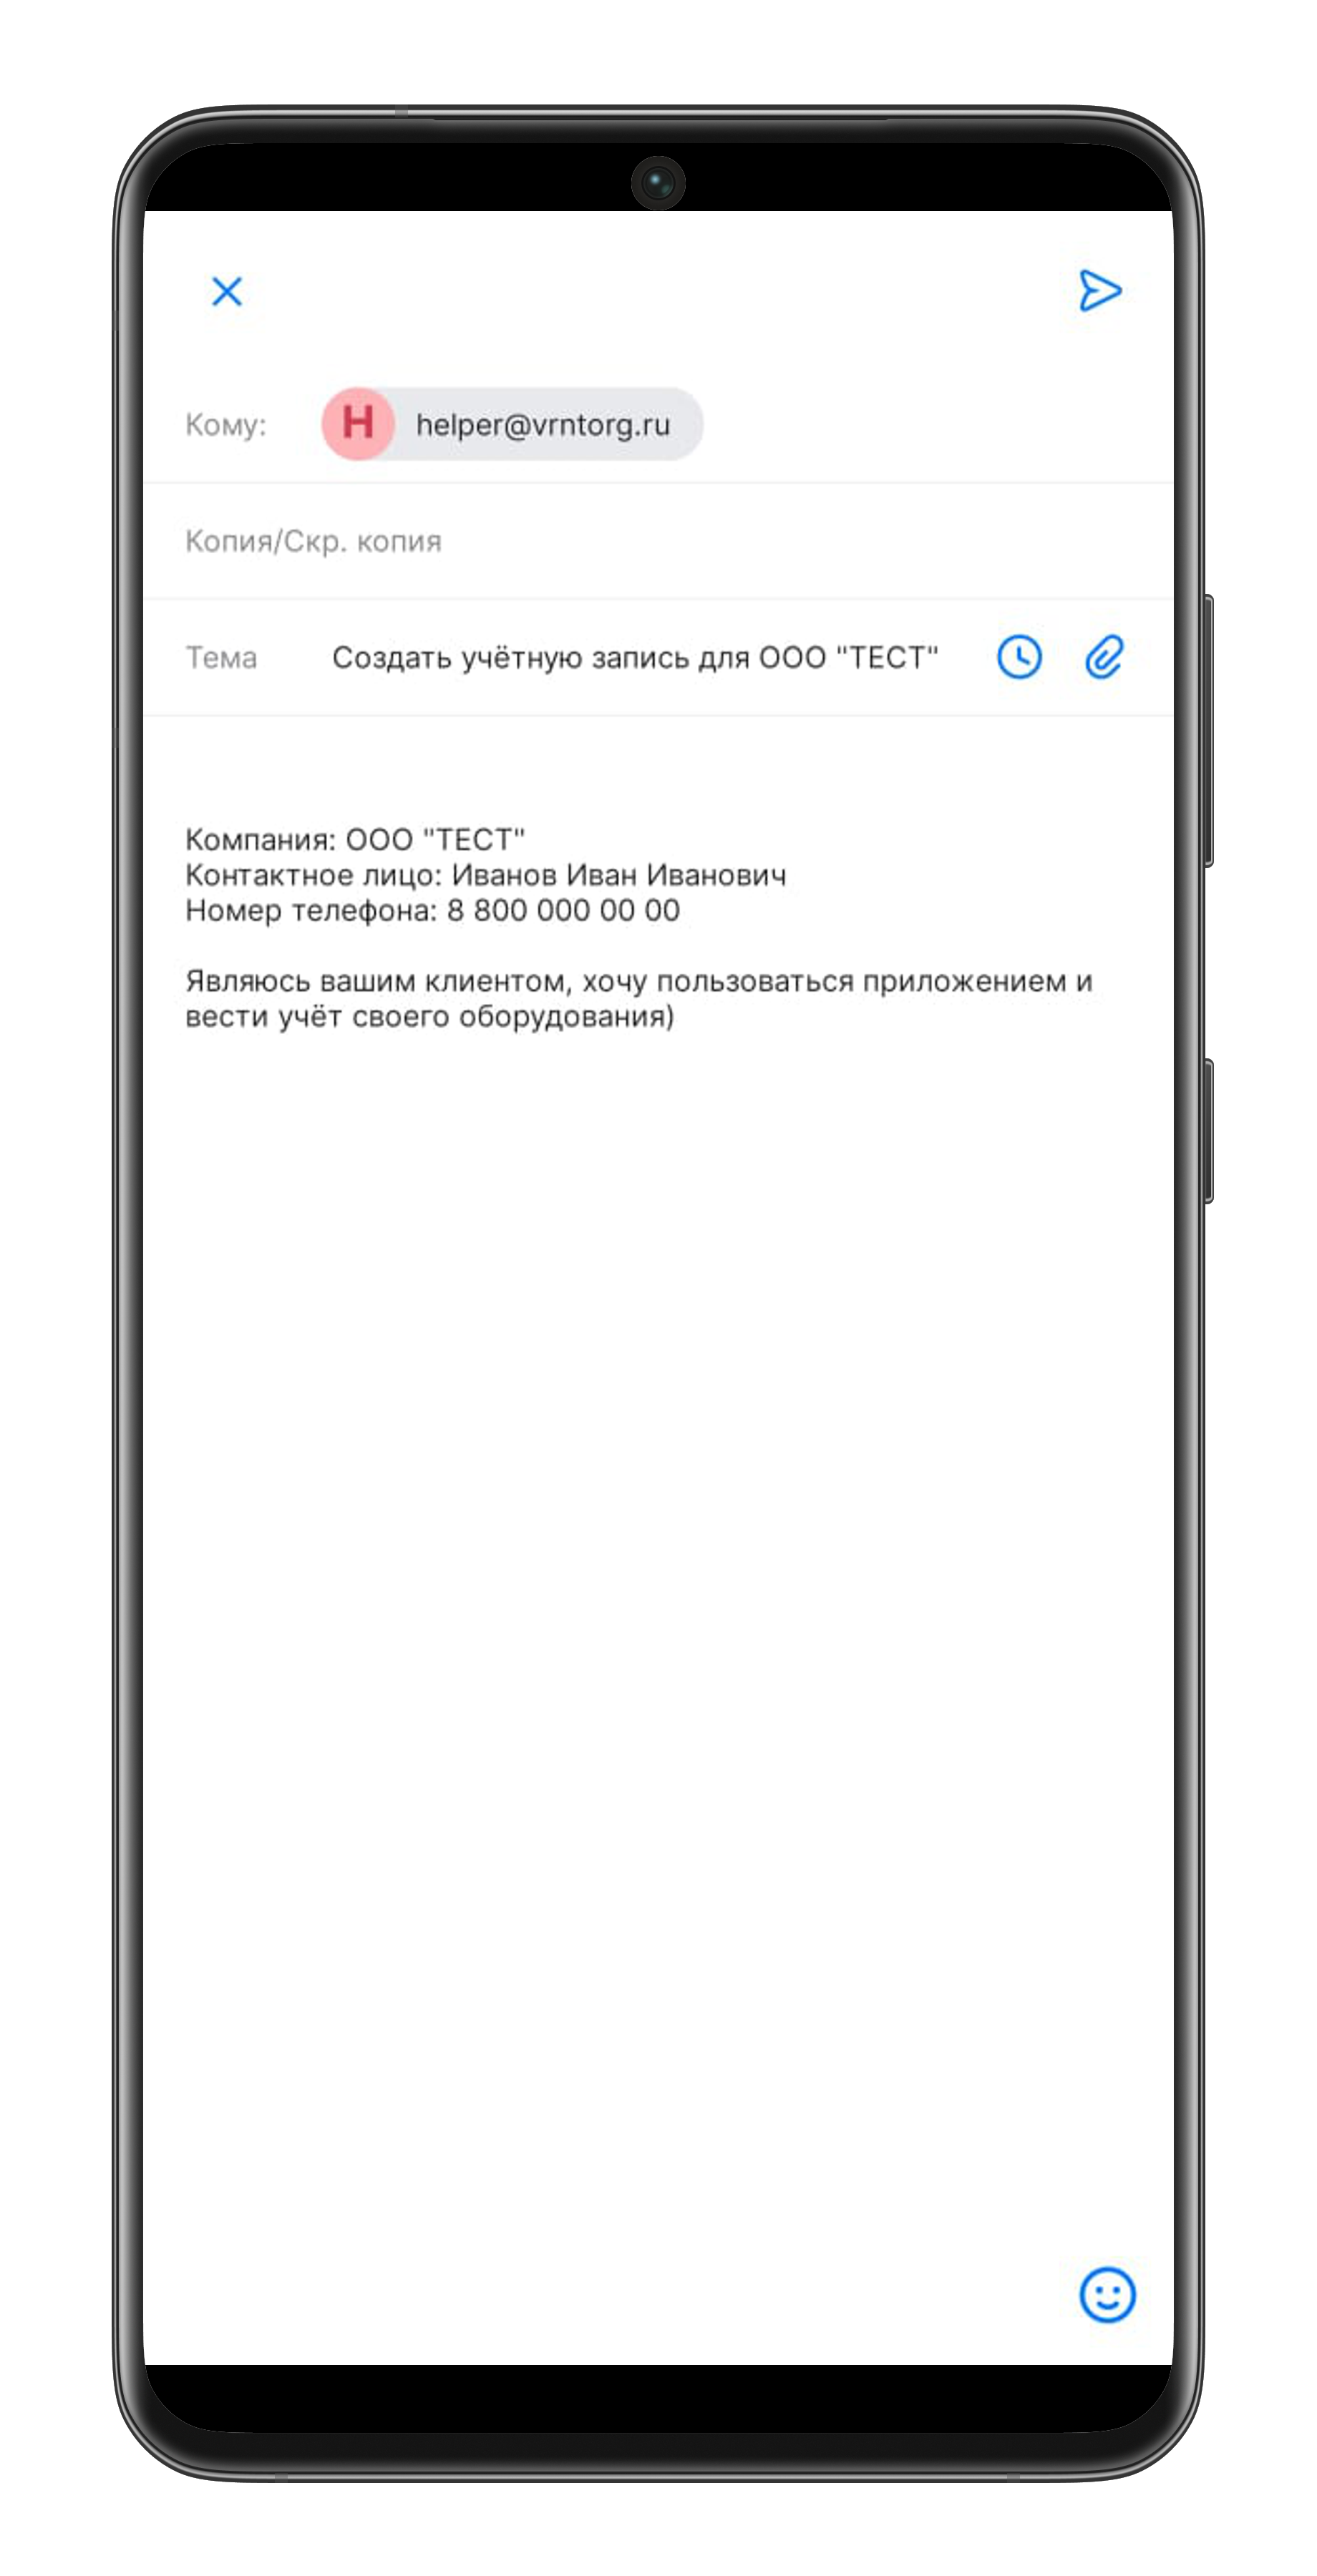 Кому: H helper@vrntorg.ru
Копия/Скр. копия
Тема Создать учётную запись для ООО "ТЕСТ"
Компания: ООО "ТЕСТ"
Контактное лицо: Иванов Иван Иванович
Номер телефона: 8 800 000 00 00
Являюсь вашим клиентом, хочу пользоваться приложением и
вести учёт своего оборудования)